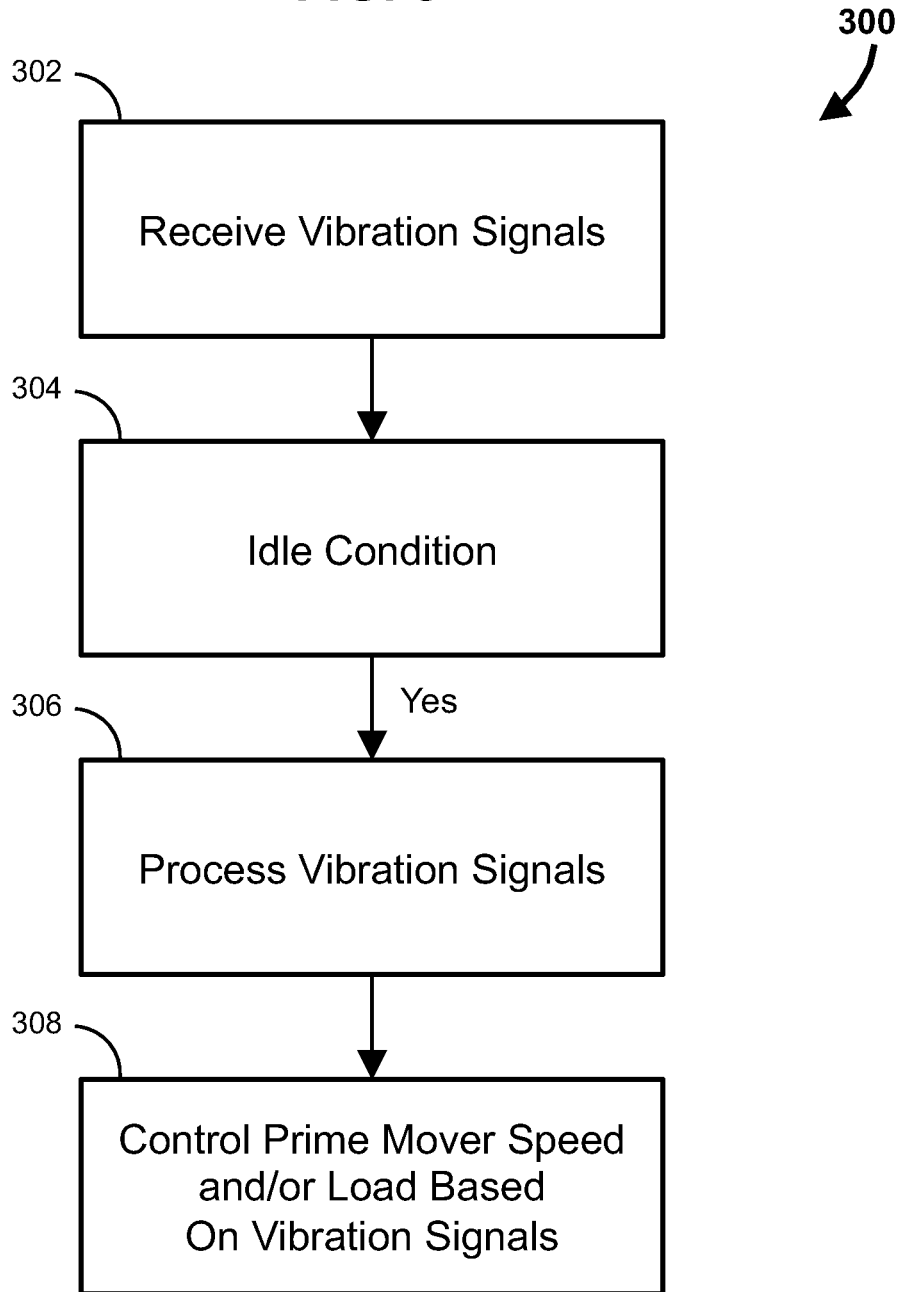 300
302
Receive Vibration Signals
304
Idle Condition
Yes
306
Process Vibration Signals
308
Control Prime Mover Speed
and/or Load Based
On Vibration Signals